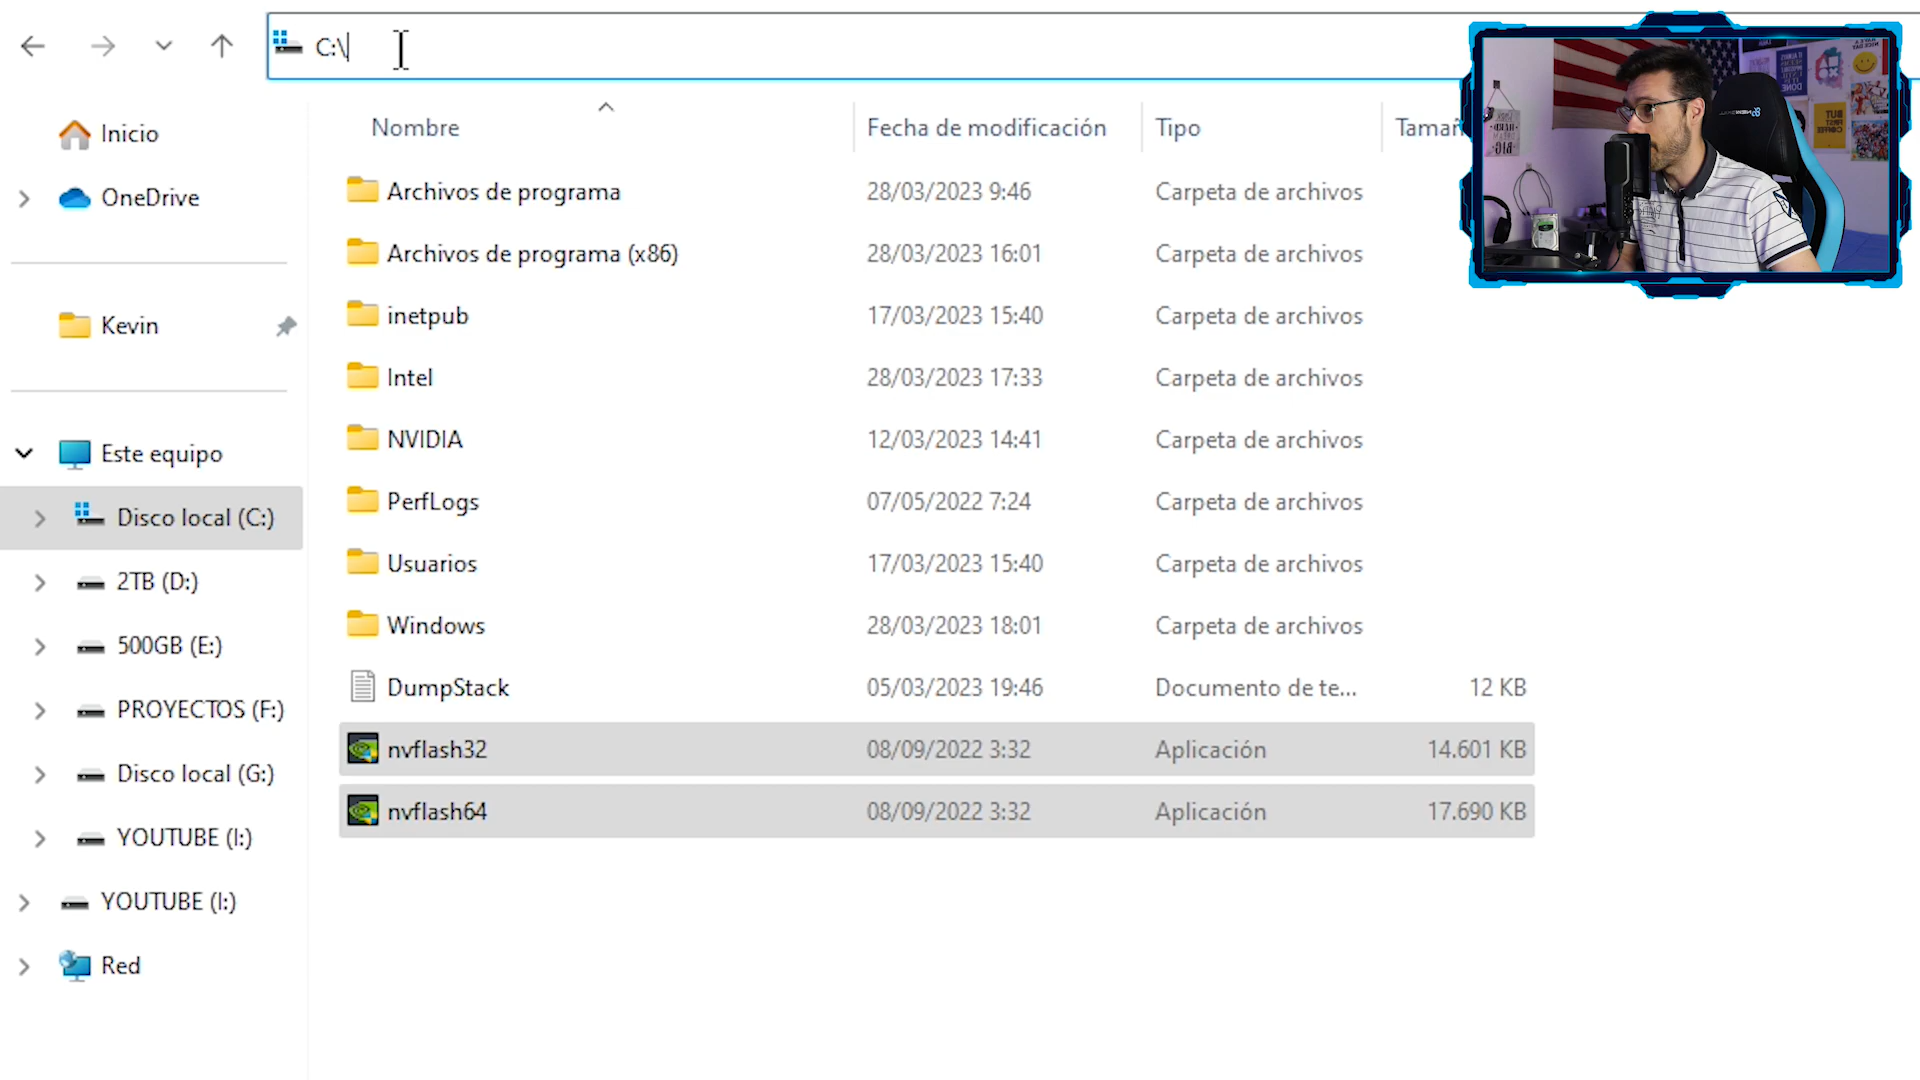 C:\
Inicio
OneDrive
Kevin
Este equipo
Disco local (C:)
2TB (D:)
500GB (E:)
PROYECTOS (F:)
Disco local (G:)
YOUTUBE (I:)
YOUTUBE (I:)
Red
Nombre Fecha de modificación Tipo Tamañ
Archivos de programa 28/03/2023 9:46 Carpeta de archivos
Archivos de programa (x86) 28/03/2023 16:01 Carpeta de archivos
inetpub 17/03/2023 15:40 Carpeta de archivos
Intel 28/03/2023 17:33 Carpeta de archivos
NVIDIA 12/03/2023 14:41 Carpeta de archivos
PerfLogs 07/05/2022 7:24 Carpeta de archivos
Usuarios 17/03/2023 15:40 Carpeta de archivos
Windows 28/03/2023 18:01 Carpeta de archivos
DumpStack 05/03/2023 19:46 Documento de te... 12 KB
nvflash32 08/09/2022 3:32 Aplicación 14.601 KB
nvflash64 08/09/2022 3:32 Aplicación 17.690 KB
BUT
FIRST
COFFEE